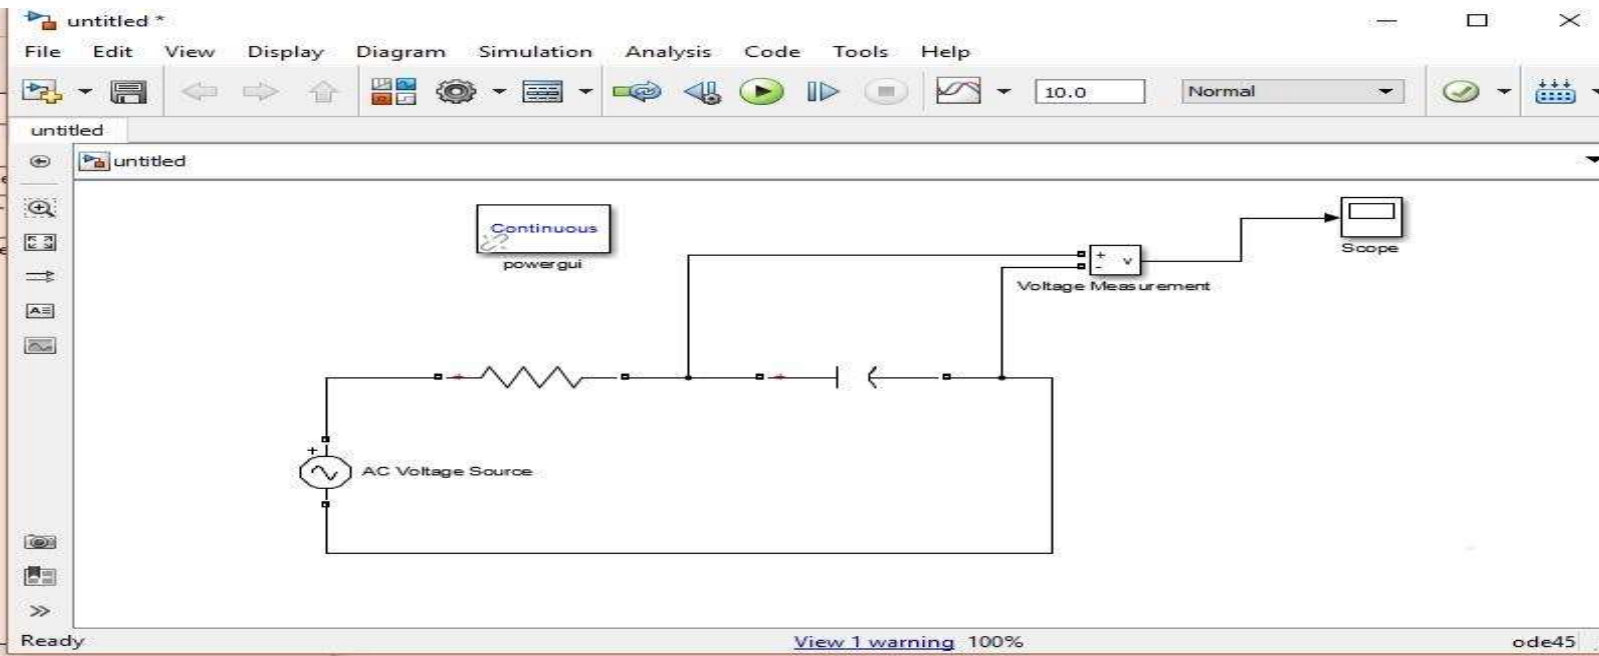 untitled *
File Edit View Display Diagram Simulation Analysis Code Tools Help
10.0 Normal
untitled
untitled
Continuous
powergui
Scope
+ v
-
Voltage Measurement
+
AC Voltage Source
Ready View 1 warning 100% ode45